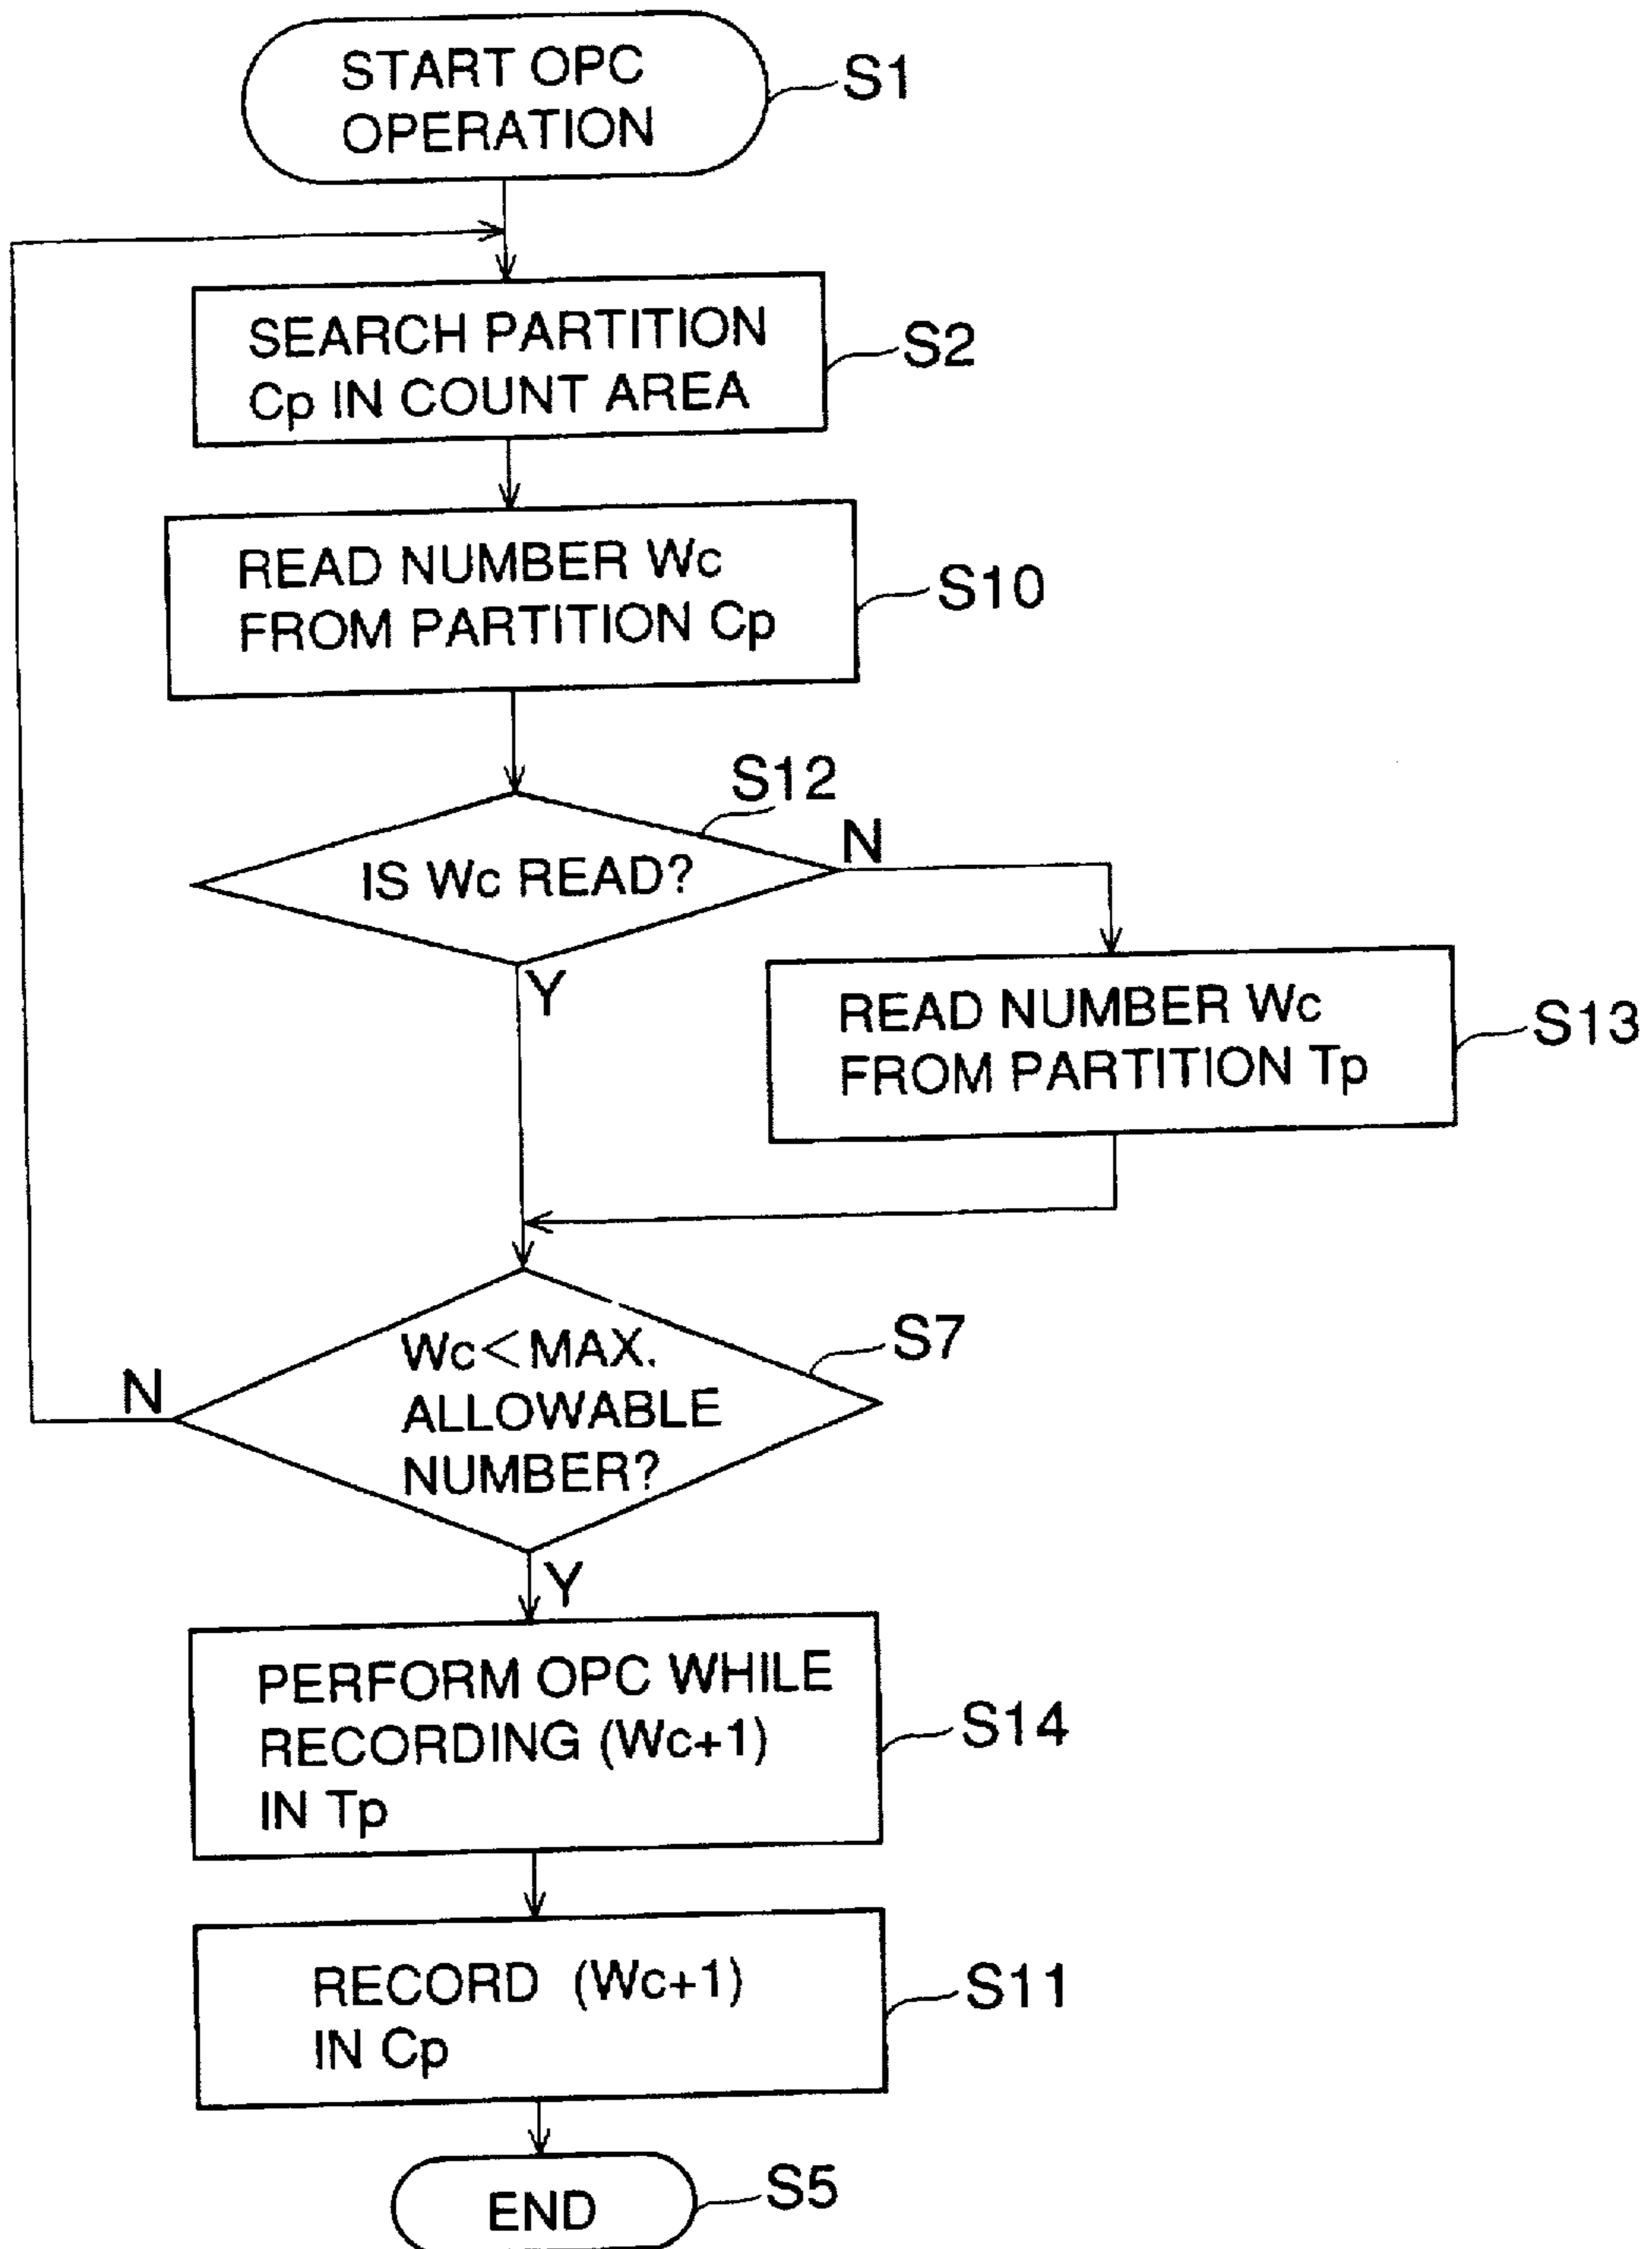 START OPC
OPERATION
S1
SEARCH PARTITION
Cp IN COUNT AREA
S2
READ NUMBER Wc
FROM PARTITION Cp
S10
S12
IS Wc READ?
N
Y
READ NUMBER Wc
FROM PARTITION Tp
S13
Wc<MAX.
ALLOWABLE
NUMBER?
S7
N
Y
PERFORM OPC WHILE
RECORDING (Wc+1)
IN Tp
S14
RECORD (Wc+1)
IN Cp
S11
END
S5